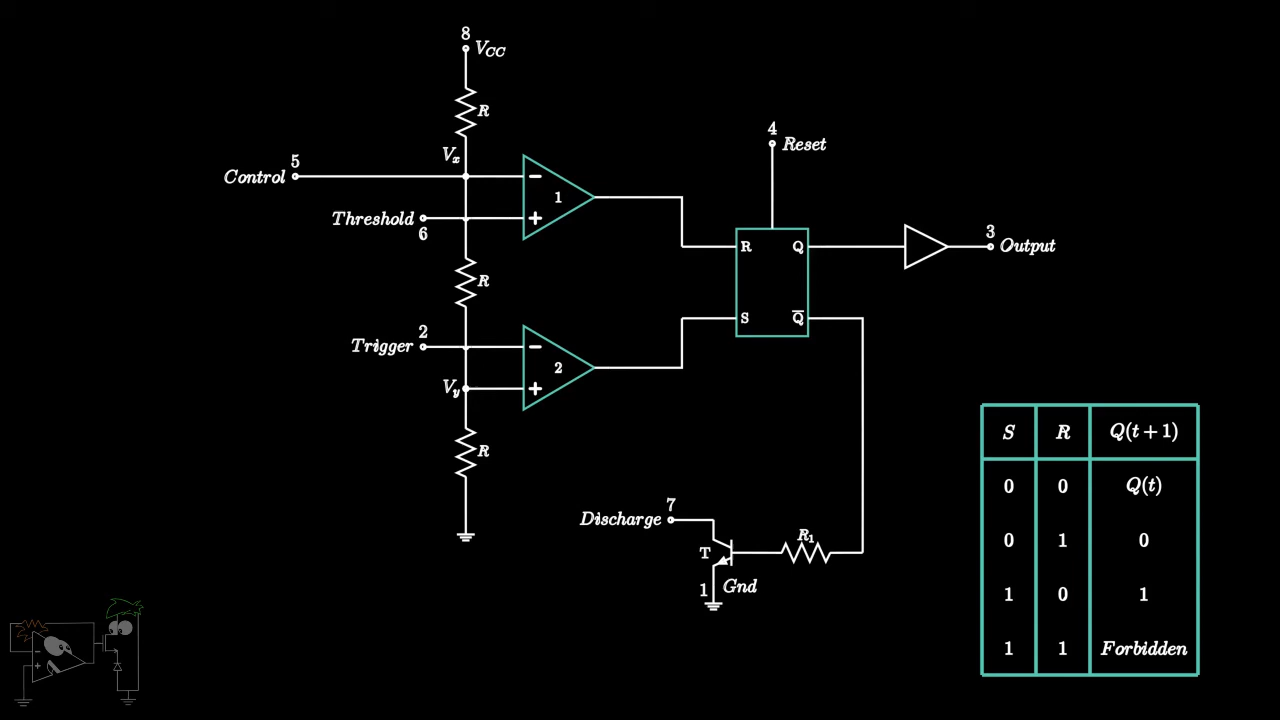 8
V_CC
R
V_x
5
Control
−
1
Threshold
+
6
R
2
Trigger
−
2
V_y
+
R
4
Reset
R Q
S Q̅
3
Output
7
Discharge
T
R_1
1
Gnd
S R Q(t + 1)
0 0 Q(t)
0 1 0
1 0 1
1 1 Forbidden